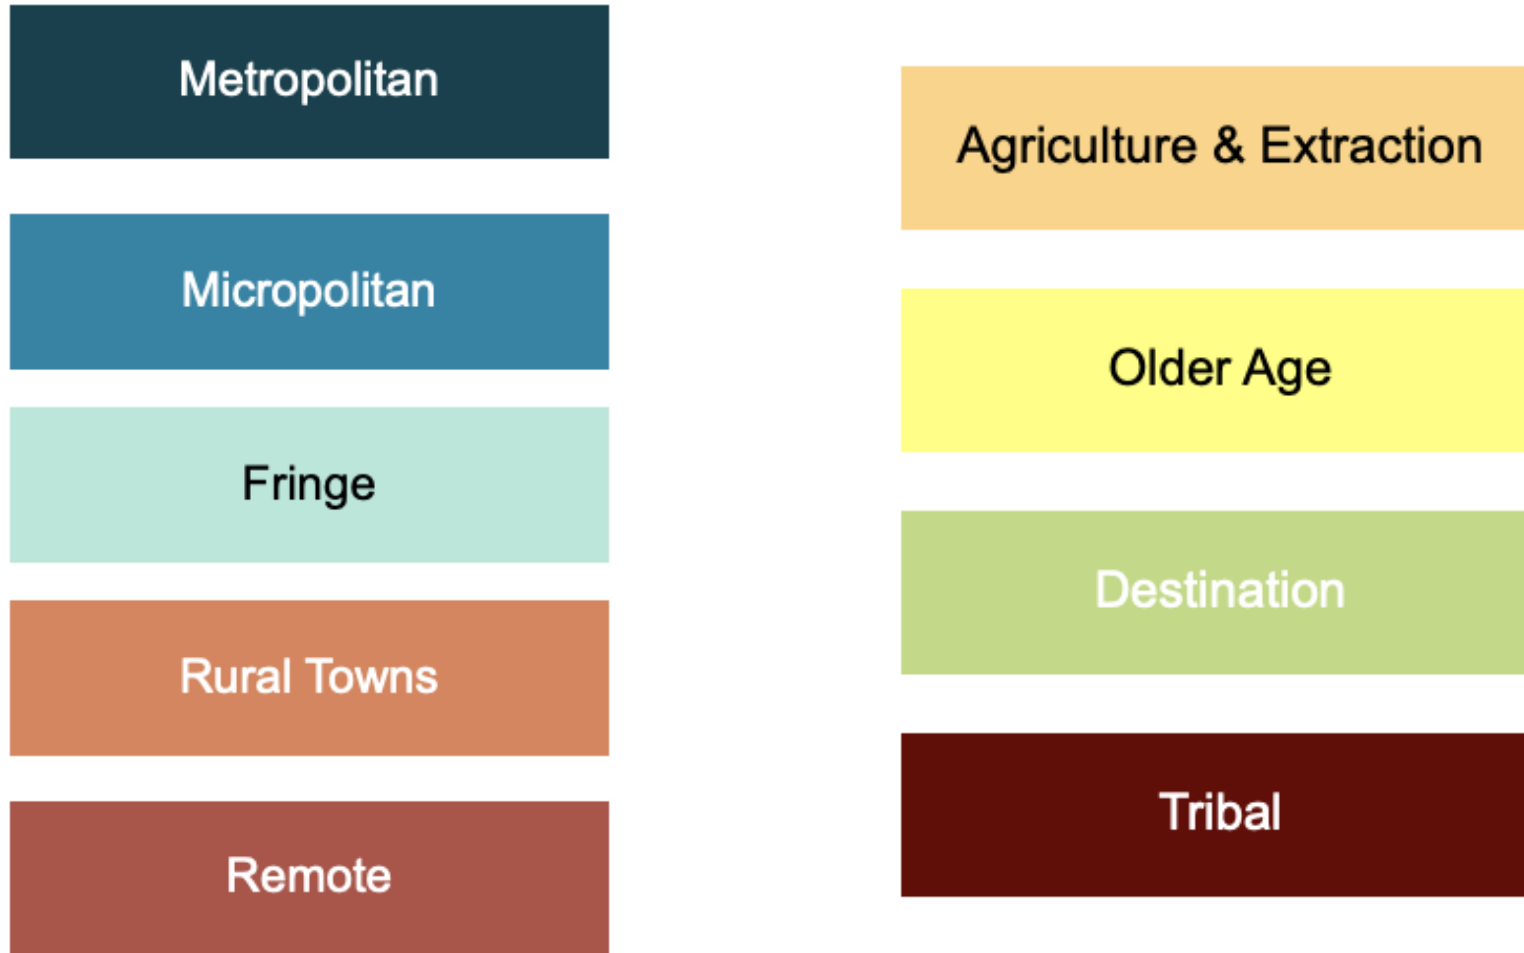 Metropolitan
Micropolitan
Fringe
Rural Towns
Remote
Agriculture & Extraction
Older Age
Destination
Tribal